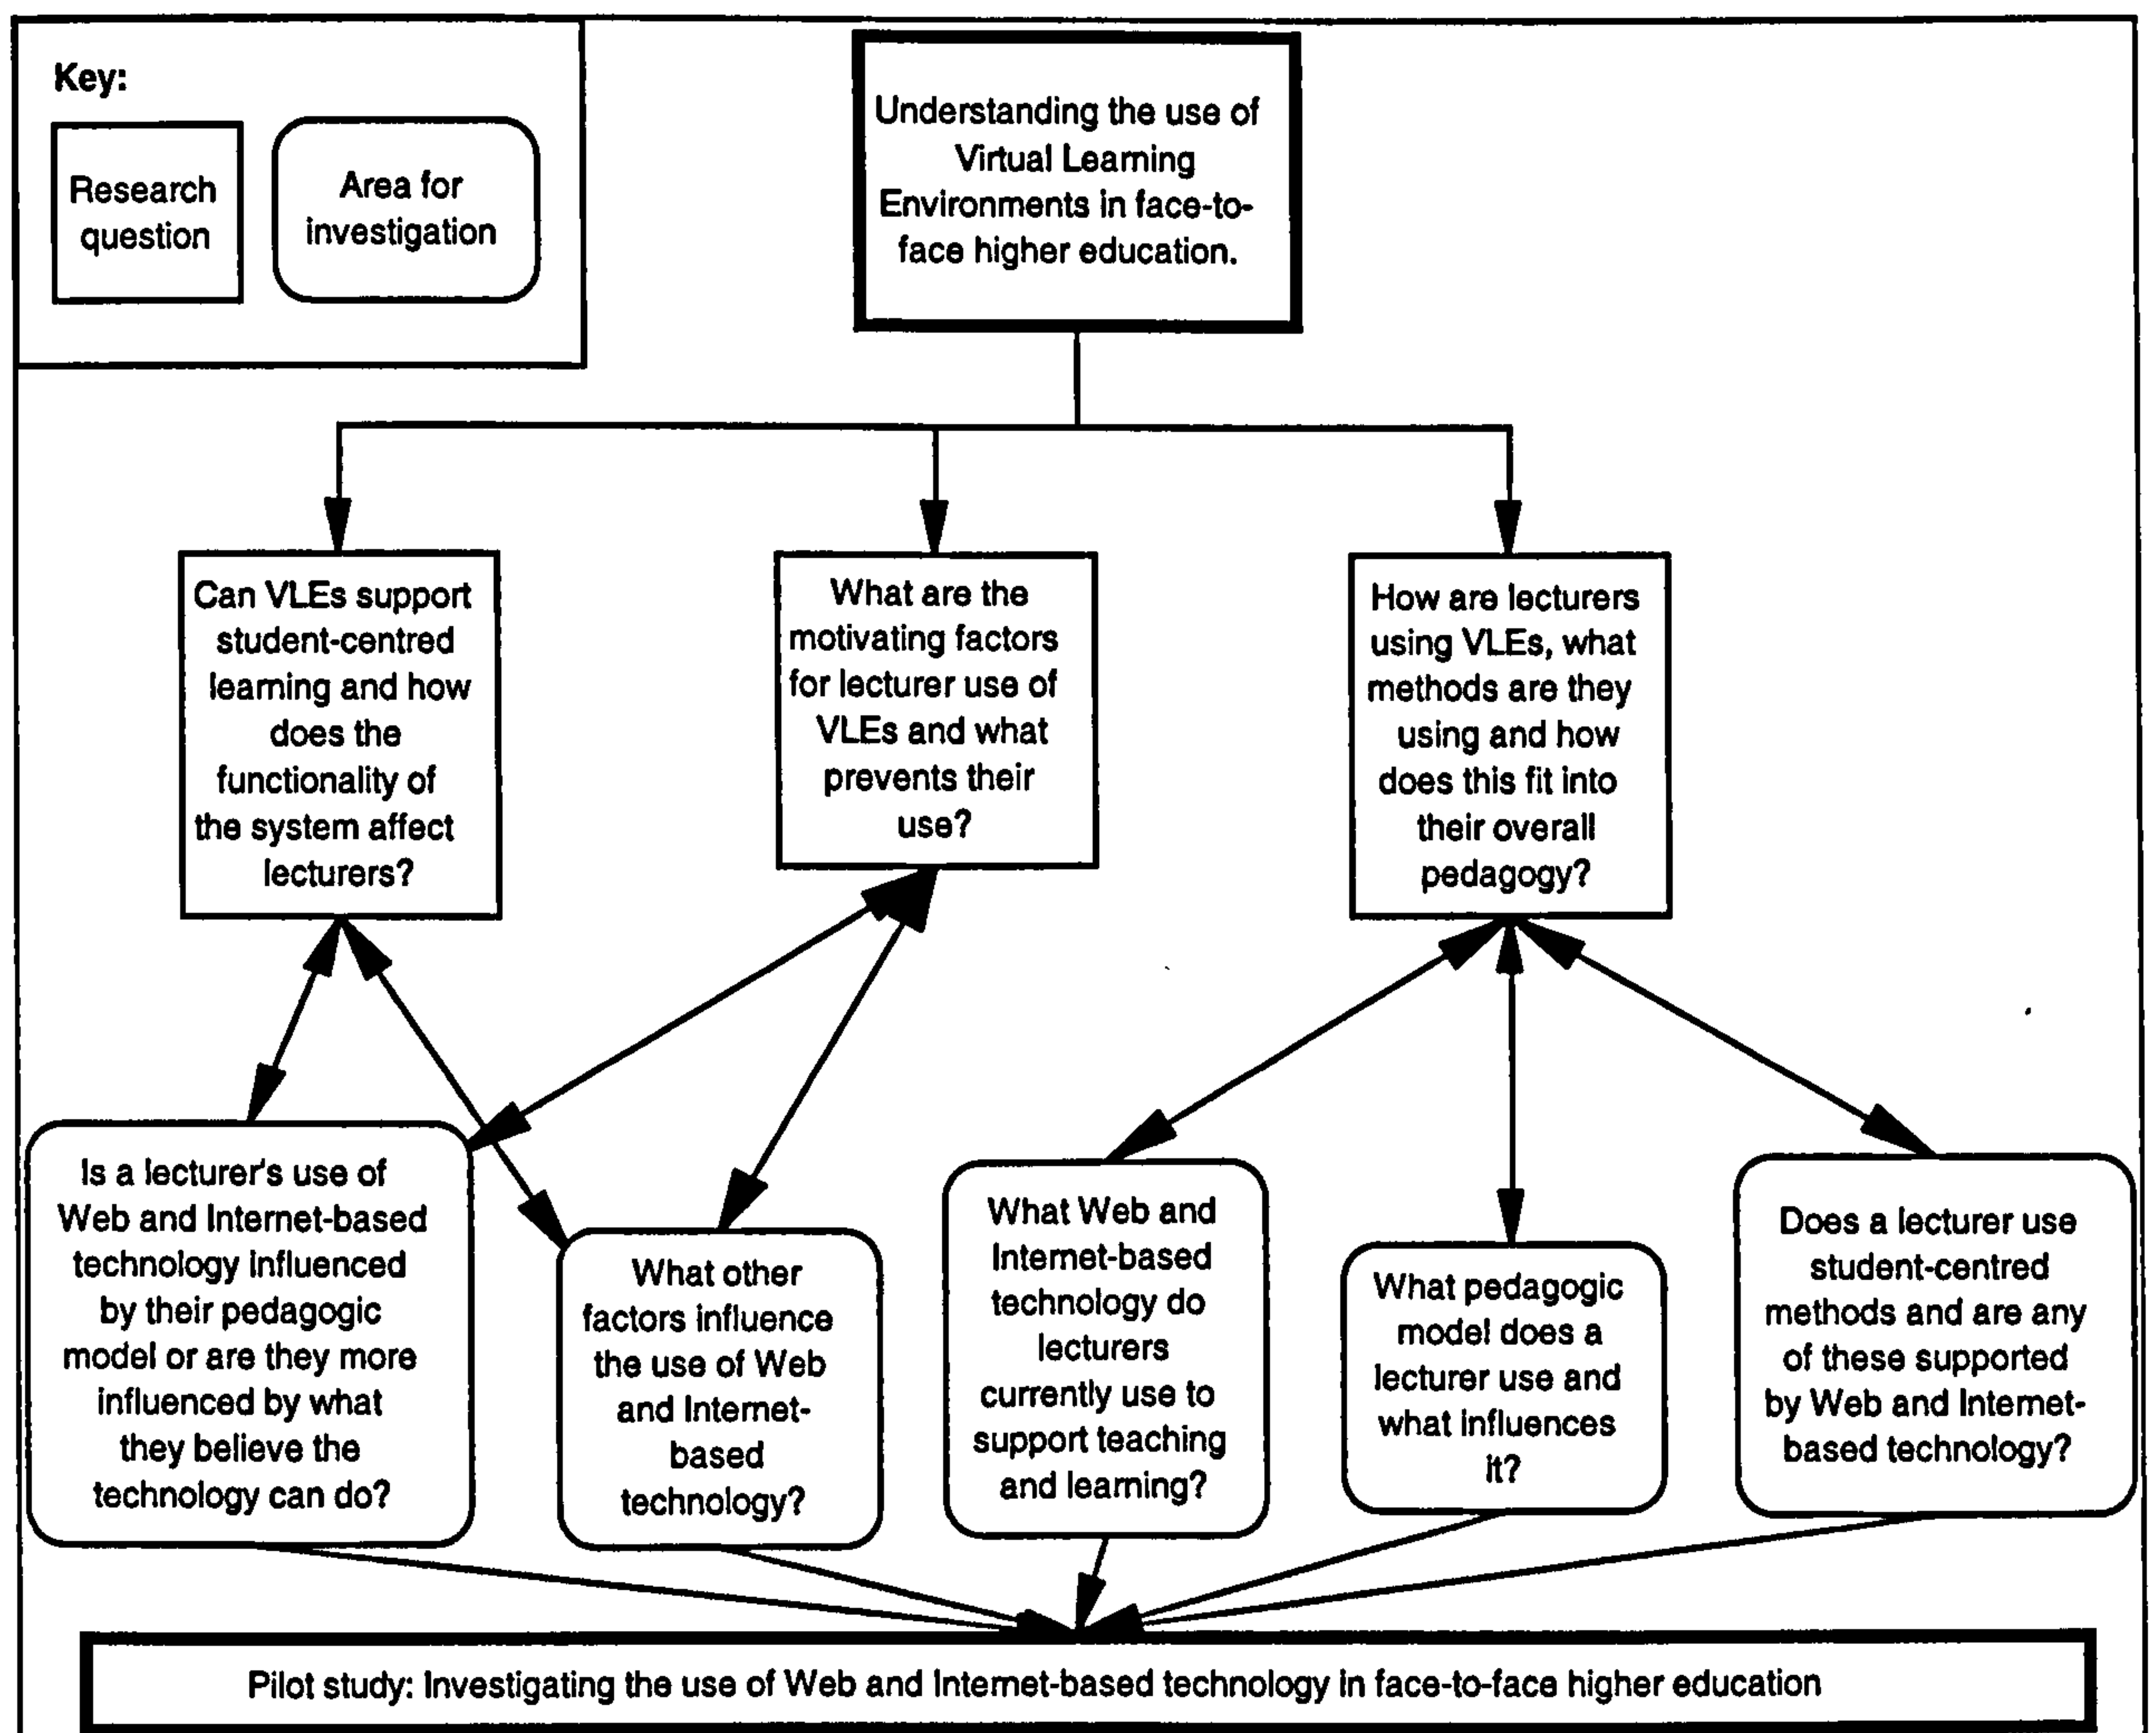 Key:
Research
question
Area for
investigation
Understanding the use of
Virtual Learning
Environments in face-to-
face higher education.
Can VLEs support
student-centred
learning and how
does the
functionality of
the system affect
lecturers?
What are the
motivating factors
for lecturer use of
VLEs and what
prevents their
use?
How are lecturers
using VLEs, what
methods are they
using and how
does this fit into
their overall
pedagogy?
Is a lecturer's use of
Web and Internet-based
technology influenced
by their pedagogic
model or are they more
influenced by what
they believe the
technology can do?
What other
factors influence
the use of Web
and Internet-
based
technology?
What Web and
Internet-based
technology do
lecturers
currently use to
support teaching
and learning?
What pedagogic
model does a
lecturer use and
what influences
it?
Does a lecturer use
student-centred
methods and are any
of these supported
by Web and Internet-
based technology?
Pilot study: Investigating the use of Web and Internet-based technology in face-to-face higher education